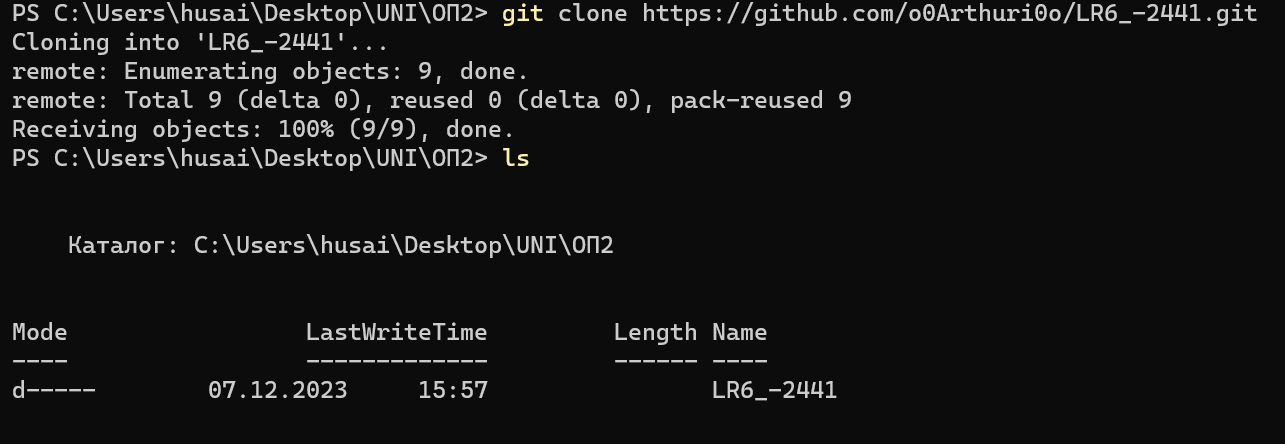 PS C:\Users\husai\Desktop\UNI\ОП2> git clone https://github.com/o0Arthuri0o/LR6_-2441.git
Cloning into 'LR6_-2441'...
remote: Enumerating objects: 9, done.
remote: Total 9 (delta 0), reused 0 (delta 0), pack-reused 9
Receiving objects: 100% (9/9), done.
PS C:\Users\husai\Desktop\UNI\ОП2> ls
Каталог: C:\Users\husai\Desktop\UNI\ОП2
Mode                 LastWriteTime         Length Name
----                 -------------         ------ ----
d-----        07.12.2023     15:57                LR6_-2441